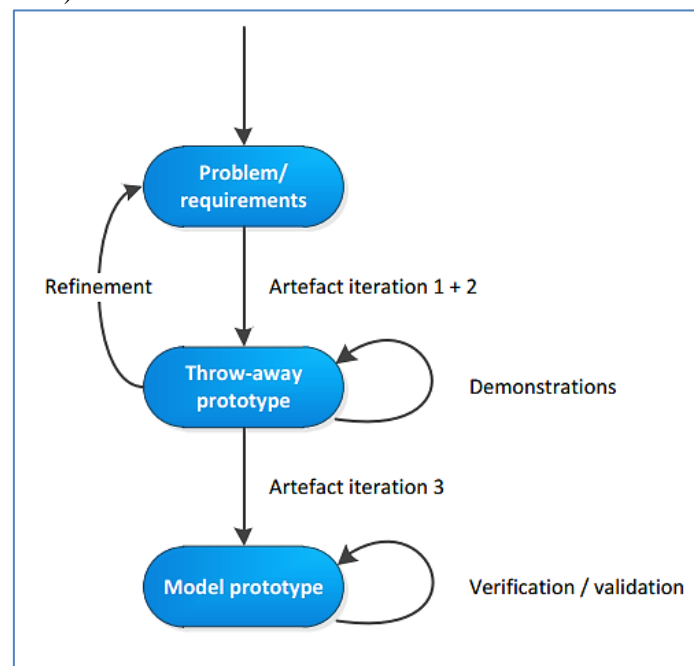 )
Problem/
requirements
Refinement
Artefact iteration 1 + 2
Throw-away
prototype
Demonstrations
Artefact iteration 3
Model prototype
Verification / validation